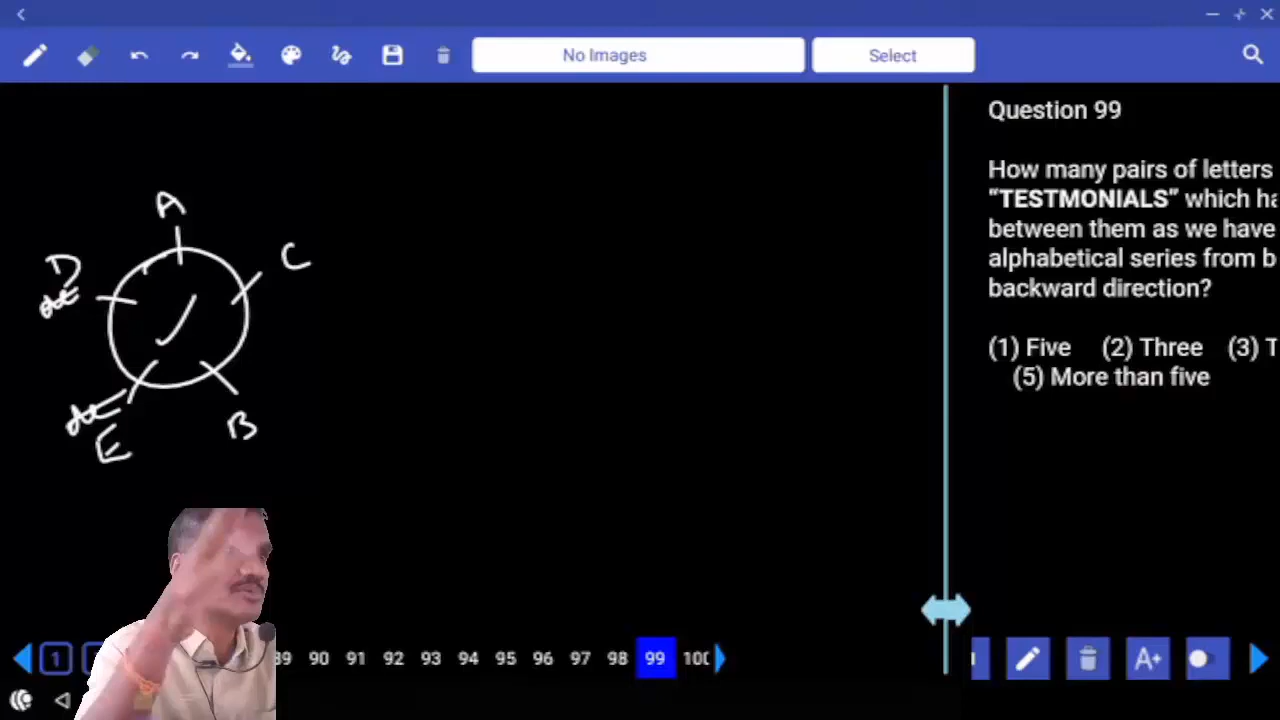 No Images
Select
Question 99
How many pairs of letters
“TESTMONIALS” which ha
between them as we have
alphabetical series from b
backward direction?
(1) Five (2) Three (3) T
(5) More than five
A
C
D
E
B
1
89 90 91 92 93 94 95 96 97 98 99 100
A+